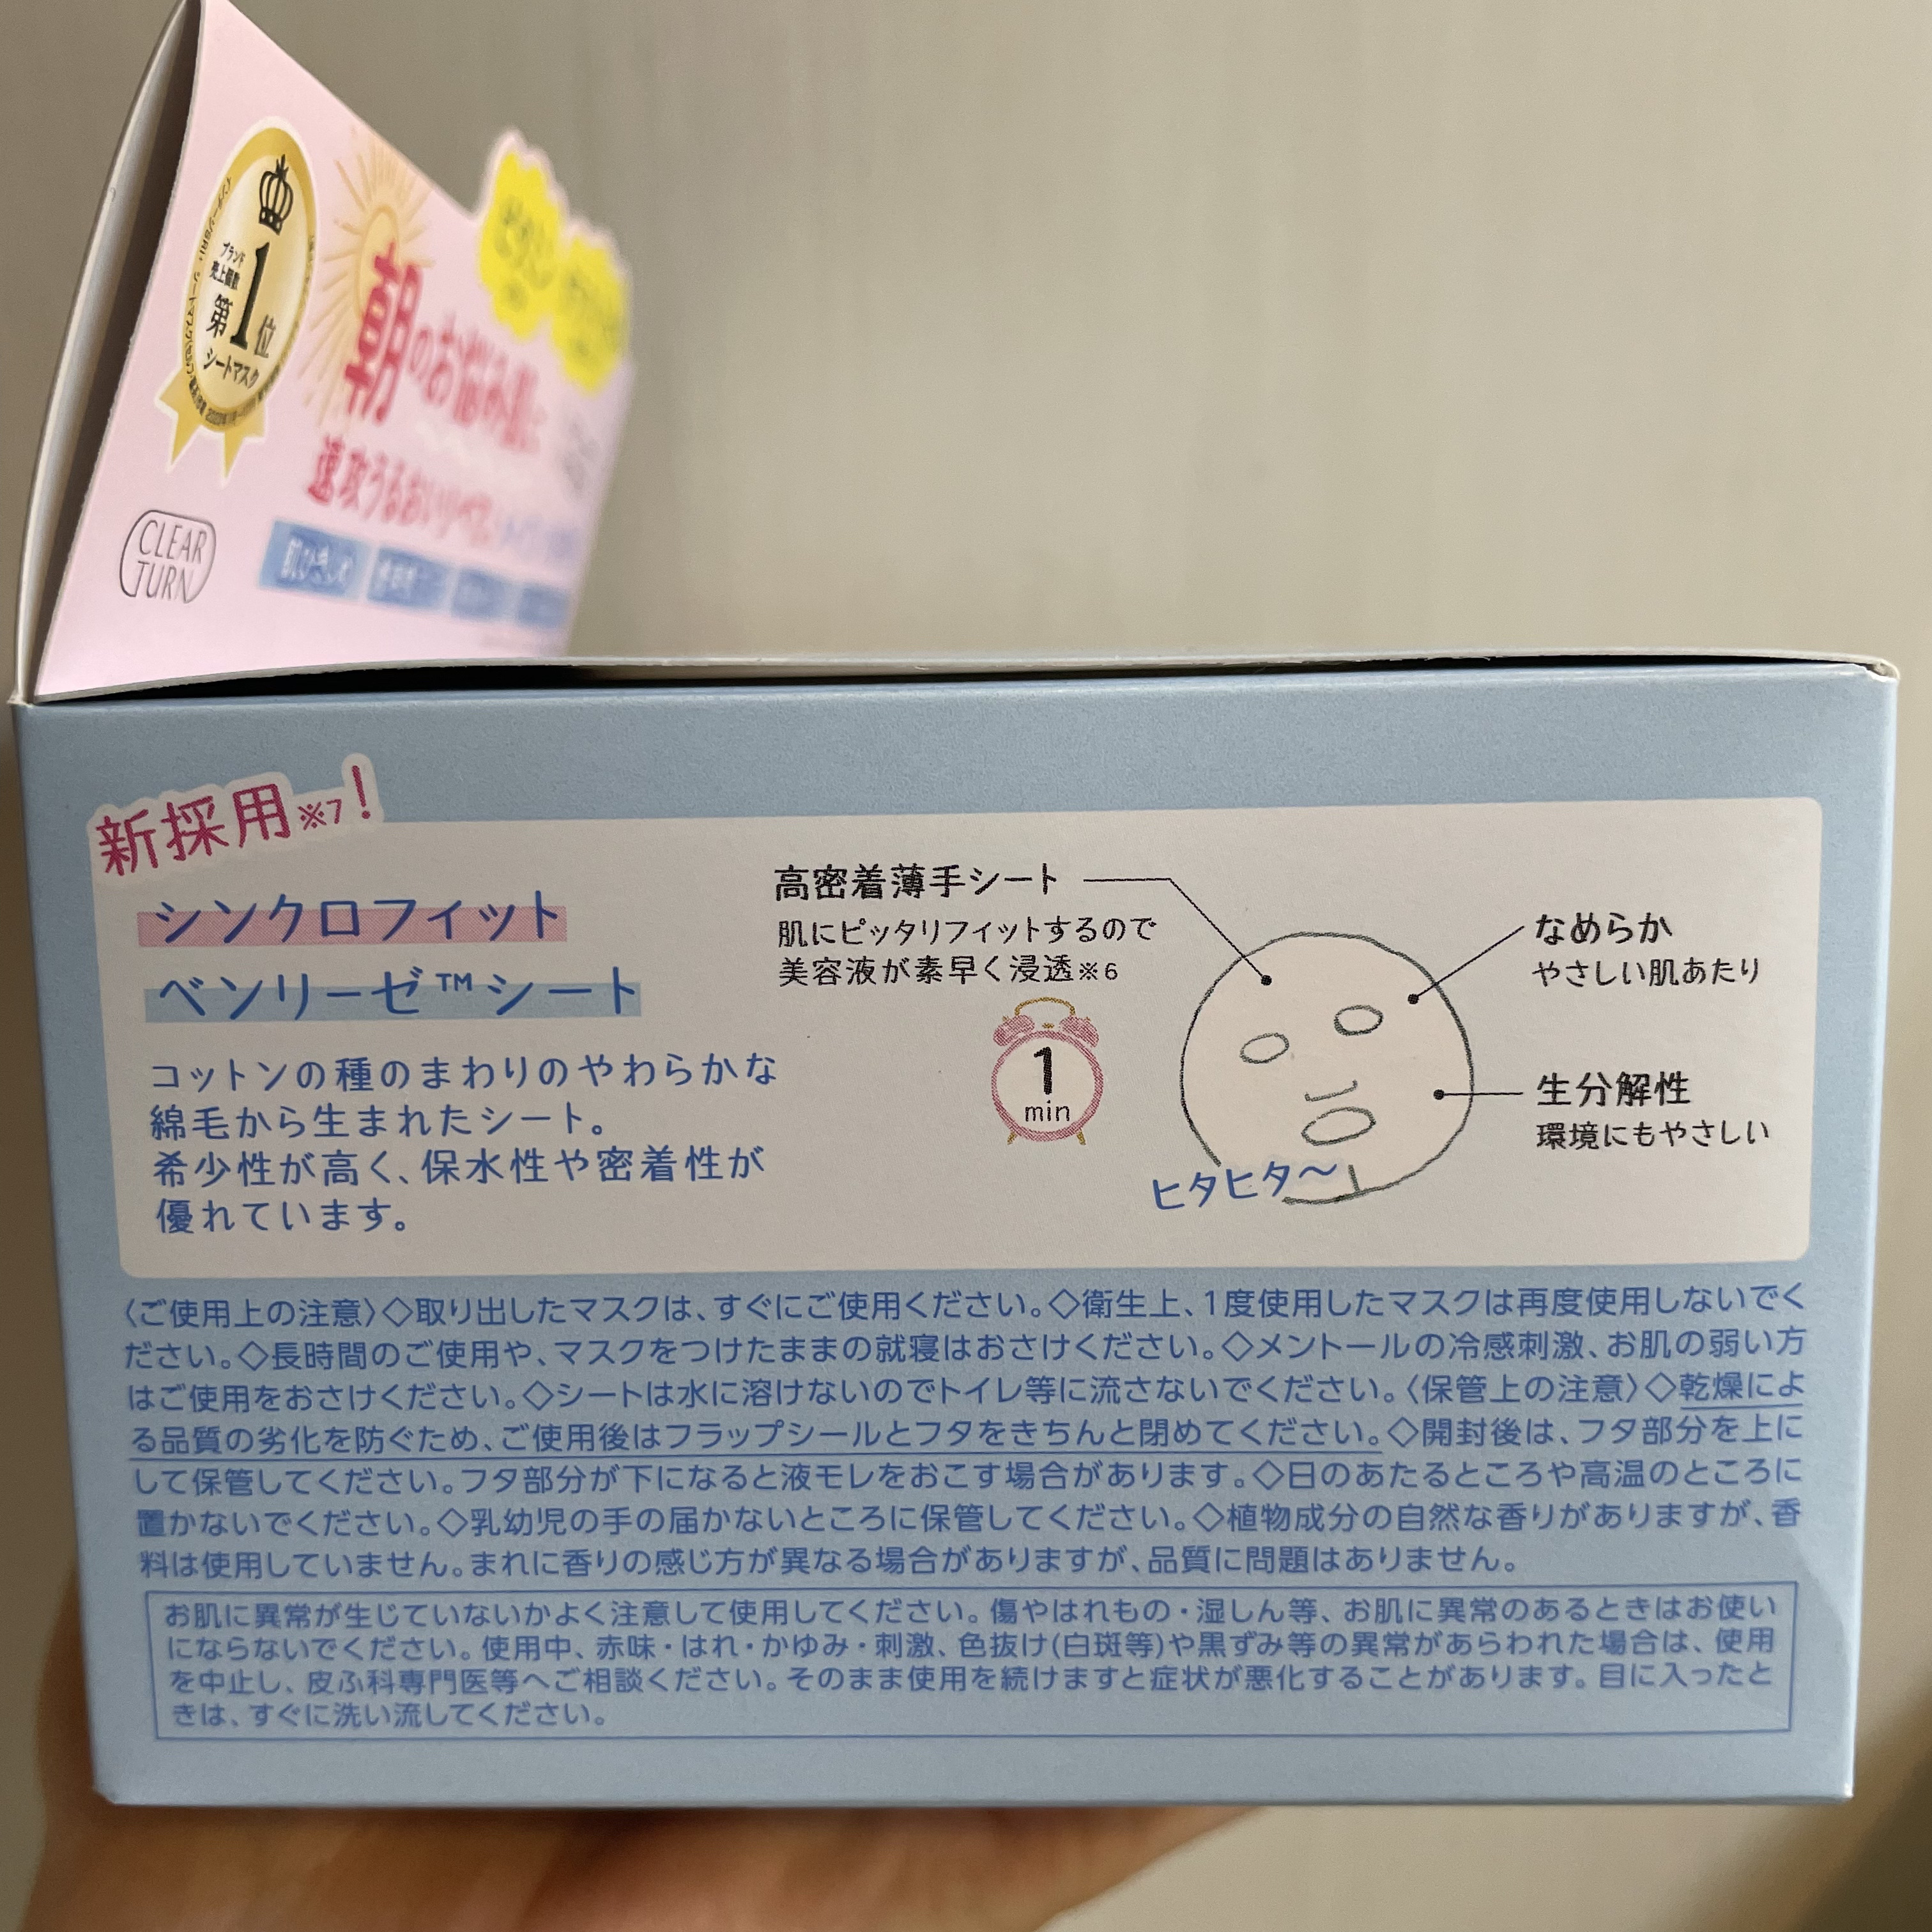 ブランド
売上個数
第1位
シートマスク
朝のお悩み肌に
速攻うるおいリペア
CLEAR
TURN
肌ひきしめ
新採用※7!
シンクロフィット
ベンリーゼ™シート
コットンの種のまわりのやわらかな
綿毛から生まれたシート。
希少性が高く、保水性や密着性が
優れています。
高密着薄手シート
肌にピッタリフィットするので
美容液が素早く浸透※6
1
min
なめらか
やさしい肌あたり
生分解性
環境にもやさしい
ヒタヒタ〜
〈ご使用上の注意〉◇取り出したマスクは、すぐにご使用ください。◇衛生上、1度使用したマスクは再度使用しないでく
ださい。◇長時間のご使用や、マスクをつけたままの就寝はおさけください。◇メントールの冷感刺激、お肌の弱い方
はご使用をおさけください。◇シートは水に溶けないのでトイレ等に流さないでください。〈保管上の注意〉◇乾燥によ
る品質の劣化を防ぐため、ご使用後はフラップシールとフタをきちんと閉めてください。◇開封後は、フタ部分を上に
して保管してください。フタ部分が下になると液モレをおこす場合があります。◇日のあたるところや高温のところに
置かないでください。◇乳幼児の手の届かないところに保管してください。◇植物成分の自然な香りがありますが、香
料は使用していません。まれに香りの感じ方が異なる場合がありますが、品質に問題はありません。
お肌に異常が生じていないかよく注意して使用してください。傷やはれもの・湿しん等、お肌に異常のあるときはお使い
にならないでください。使用中、赤味・はれ・かゆみ・刺激、色抜け(白斑等)や黒ずみ等の異常があらわれた場合は、使用
を中止し、皮ふ科専門医等へご相談ください。そのまま使用を続けますと症状が悪化することがあります。目に入ったと
きは、すぐに洗い流してください。